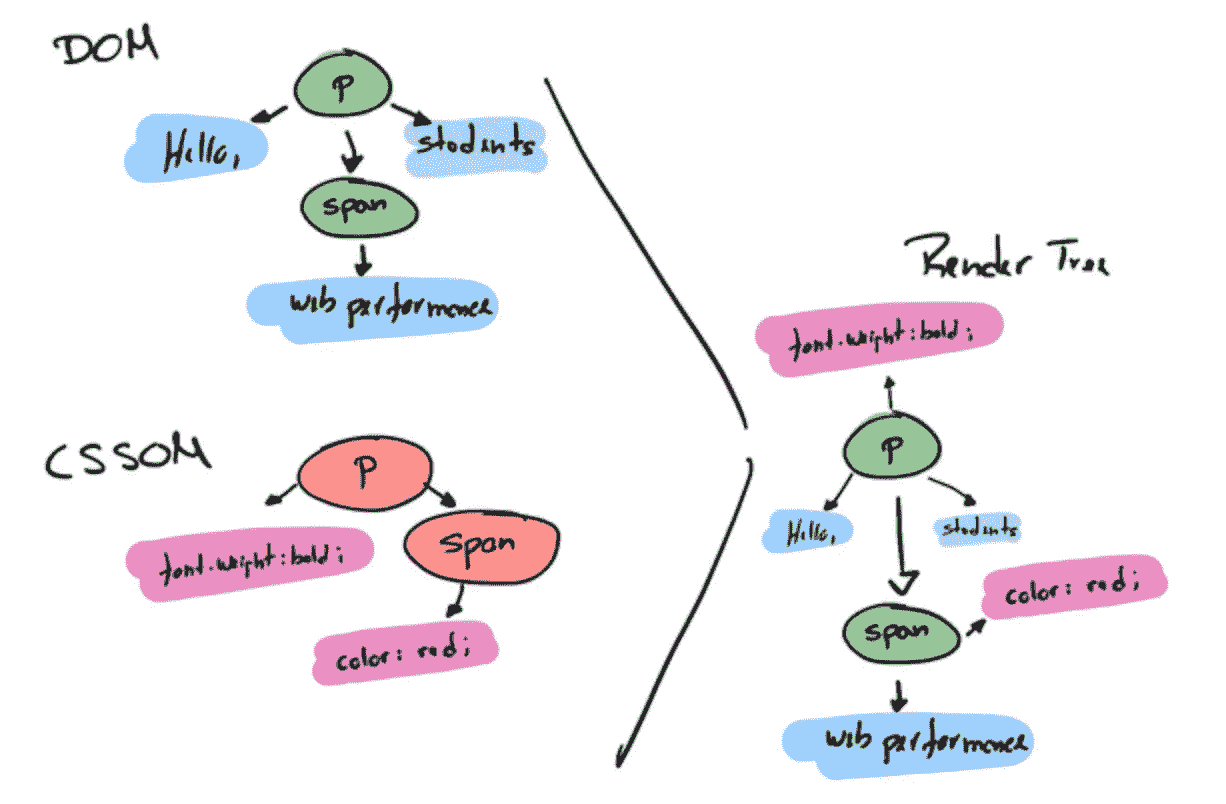 DOM
P
Hello,
students
span
web performance
CSSOM
P
font-weight: bold;
span
color: red;
Render Tree
font-weight: bold;
P
Hello,
students
color: red;
span
web performance